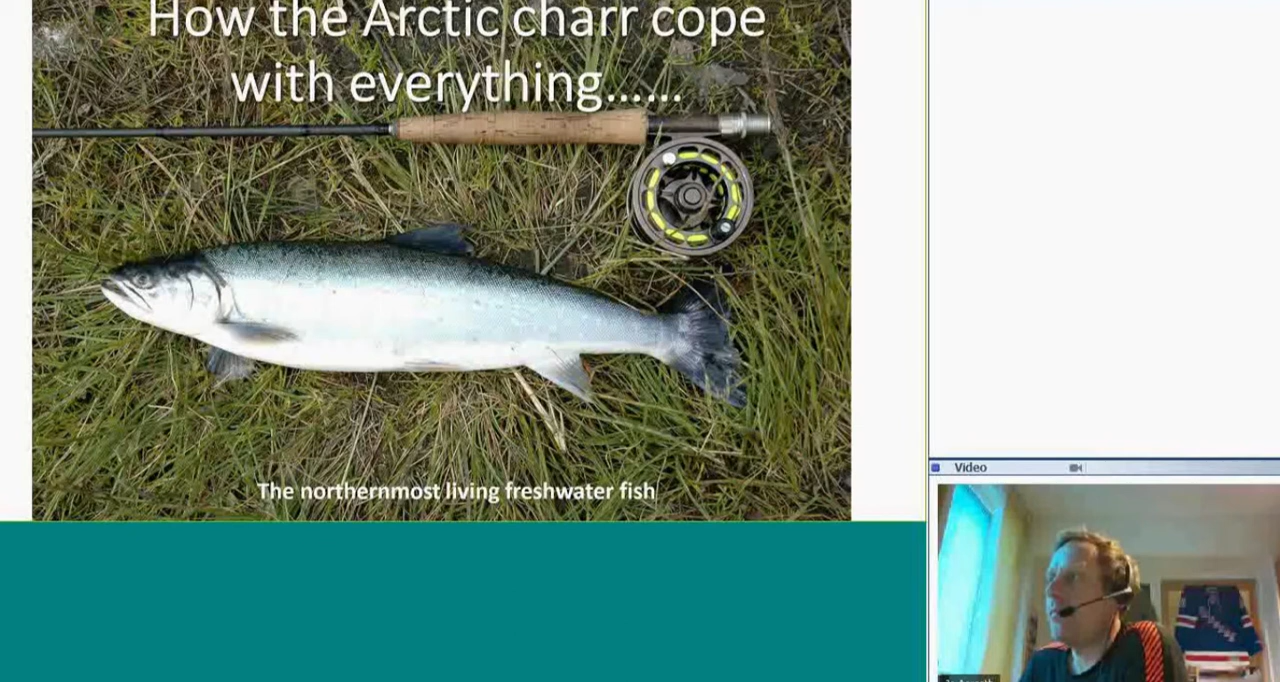 How the Arctic charr cope
with everything......
The northernmost living freshwater fish
Video